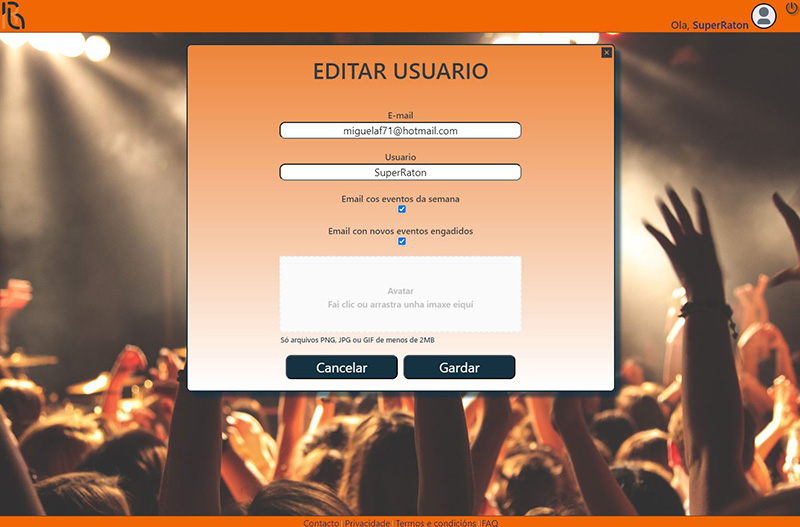 Ola, SuperRaton
EDITAR USUARIO
E-mail
miguelaf71@hotmail.com
Usuario
SuperRaton
Email cos eventos da semana
Email con novos eventos engadidos
Avatar
Fai clic ou arrastra unha imaxe eiquí
Só arquivos PNG, JPG ou GIF de menos de 2MB
Cancelar Gardar
Contacto |Privacidade |Termos e condicións |FAQ